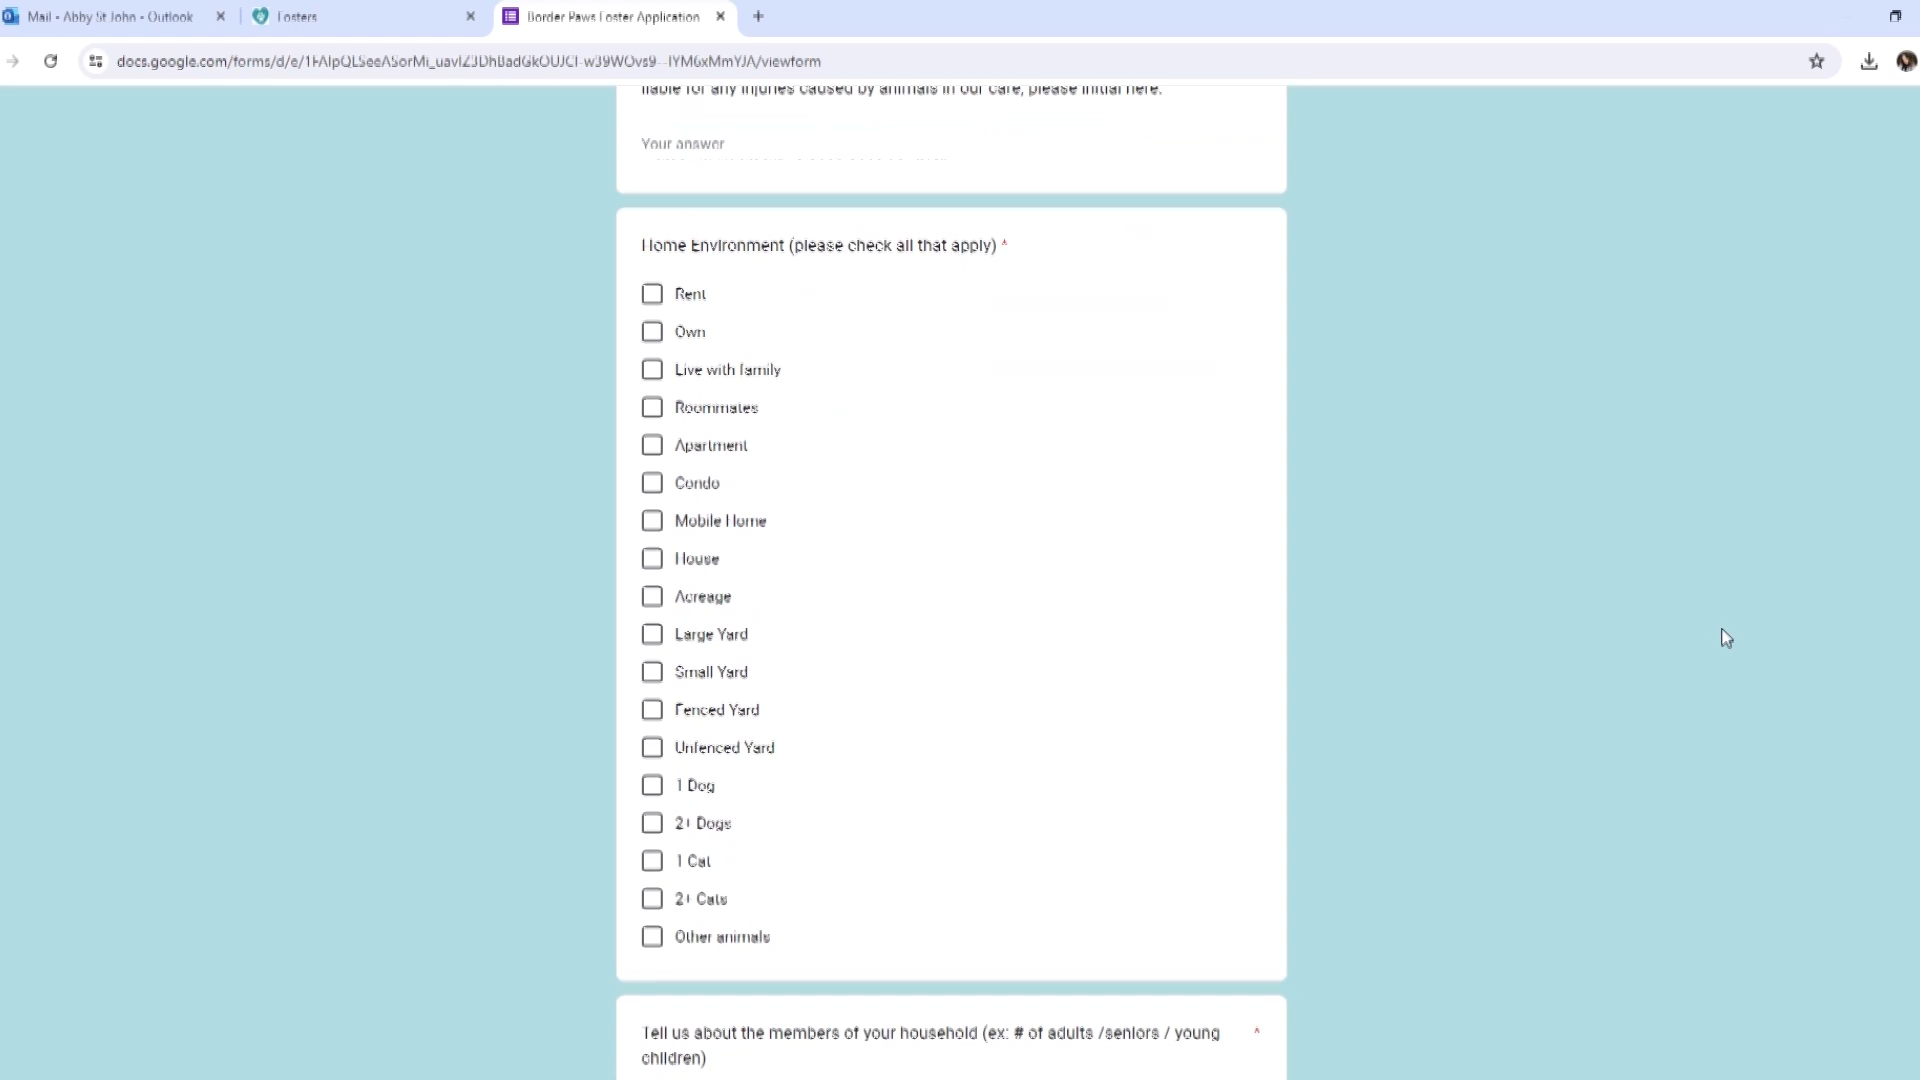 Mail - Abby St John - Outlook
Fosters
Border Paws Foster Application
docs.google.com/forms/d/e/
liable for any injuries caused by animals in our care, please initial here.
Your answer
Home Environment (please check all that apply) *
Rent
Own
Live with family
Roommates
Apartment
Condo
Mobile Home
House
Acreage
Large Yard
Small Yard
Fenced Yard
Unfenced Yard
1 Dog
2+ Dogs
1 Cat
2+ Cats
Other animals
Tell us about the members of your household (ex: # of adults /seniors / young *
children)